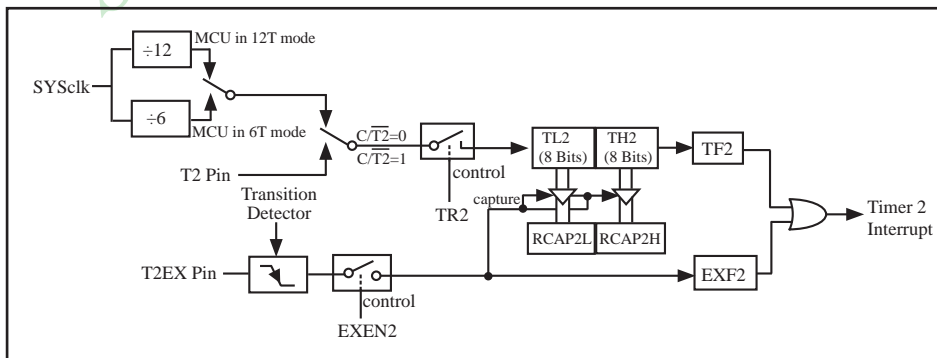 ÷12
MCU in 12T mode
SYSclk
÷6
MCU in 6T mode
C/T2=0
C/T2=1
T2 Pin
control
TR2
TL2
(8 Bits)
TH2
(8 Bits)
TF2
Transition
Detector
capture
RCAP2L
RCAP2H
Timer 2
Interrupt
T2EX Pin
control
EXEN2
EXF2